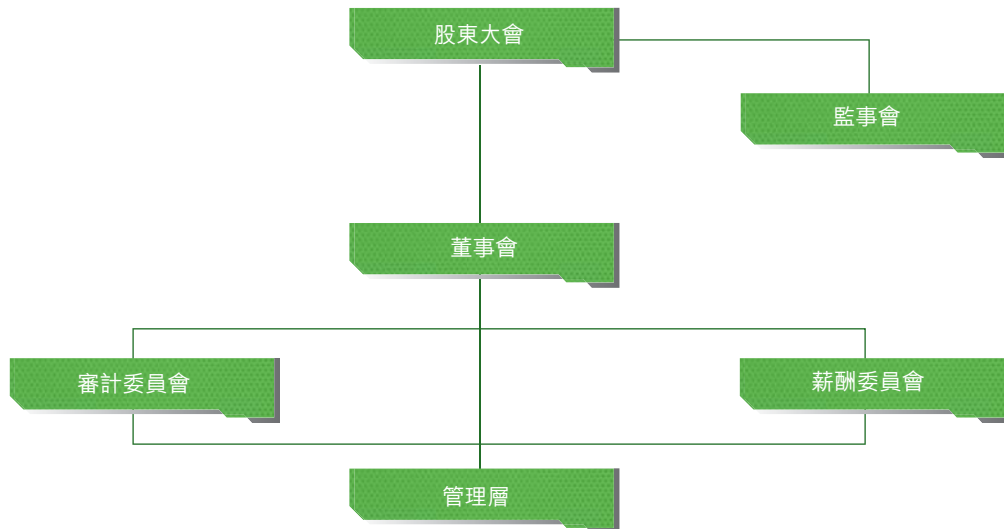 股東大會
監事會
董事會
審計委員會
薪酬委員會
管理層